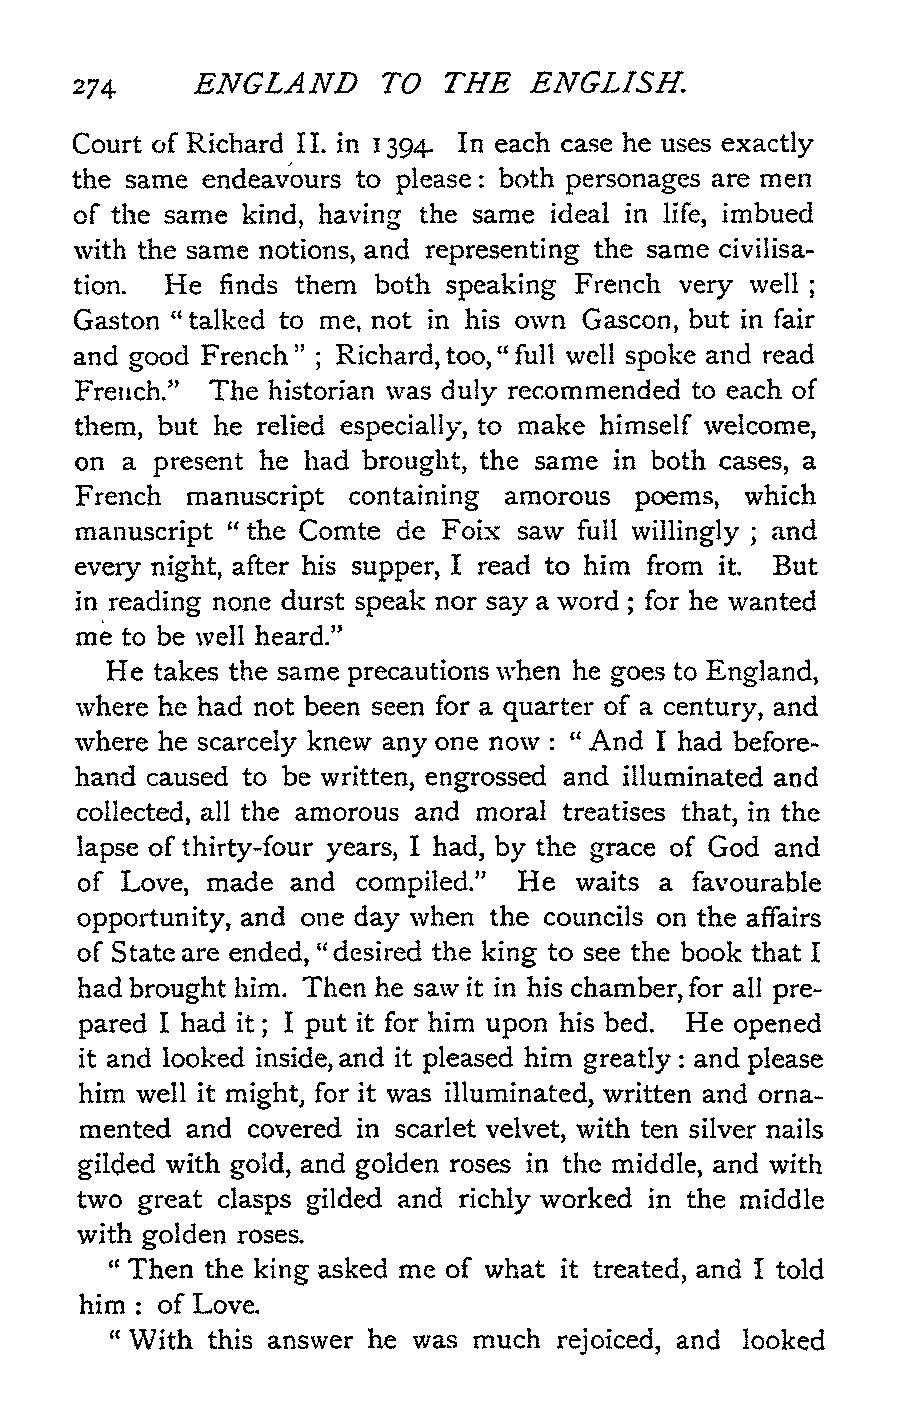 274 ENGLAND TO THE ENGLISH.
Court of Richard II. in 1394. In each case he uses exactly
the same endeavours to please: both personages are men
of the same kind, having the same ideal in life, imbued
with the same notions, and representing the same civilisa-
tion. He finds them both speaking French very well ;
Gaston "talked to me, not in his own Gascon, but in fair
and good French" ; Richard, too, "full well spoke and read
French." The historian was duly recommended to each of
them, but he relied especially, to make himself welcome,
on a present he had brought, the same in both cases, a
French manuscript containing amorous poems, which
manuscript "the Comte de Foix saw full willingly ; and
every night, after his supper, I read to him from it. But
in reading none durst speak nor say a word ; for he wanted
me to be well heard."
He takes the same precautions when he goes to England,
where he had not been seen for a quarter of a century, and
where he scarcely knew any one now : "And I had before-
hand caused to be written, engrossed and illuminated and
collected, all the amorous and moral treatises that, in the
lapse of thirty-four years, I had, by the grace of God and
of Love, made and compiled." He waits a favourable
opportunity, and one day when the councils on the affairs
of State are ended, "desired the king to see the book that I
had brought him. Then he saw it in his chamber, for all pre-
pared I had it ; I put it for him upon his bed. He opened
it and looked inside, and it pleased him greatly : and please
him well it might, for it was illuminated, written and orna-
mented and covered in scarlet velvet, with ten silver nails
gilded with gold, and golden roses in the middle, and with
two great clasps gilded and richly worked in the middle
with golden roses.
"Then the king asked me of what it treated, and I told
him : of Love.
"With this answer he was much rejoiced, and looked